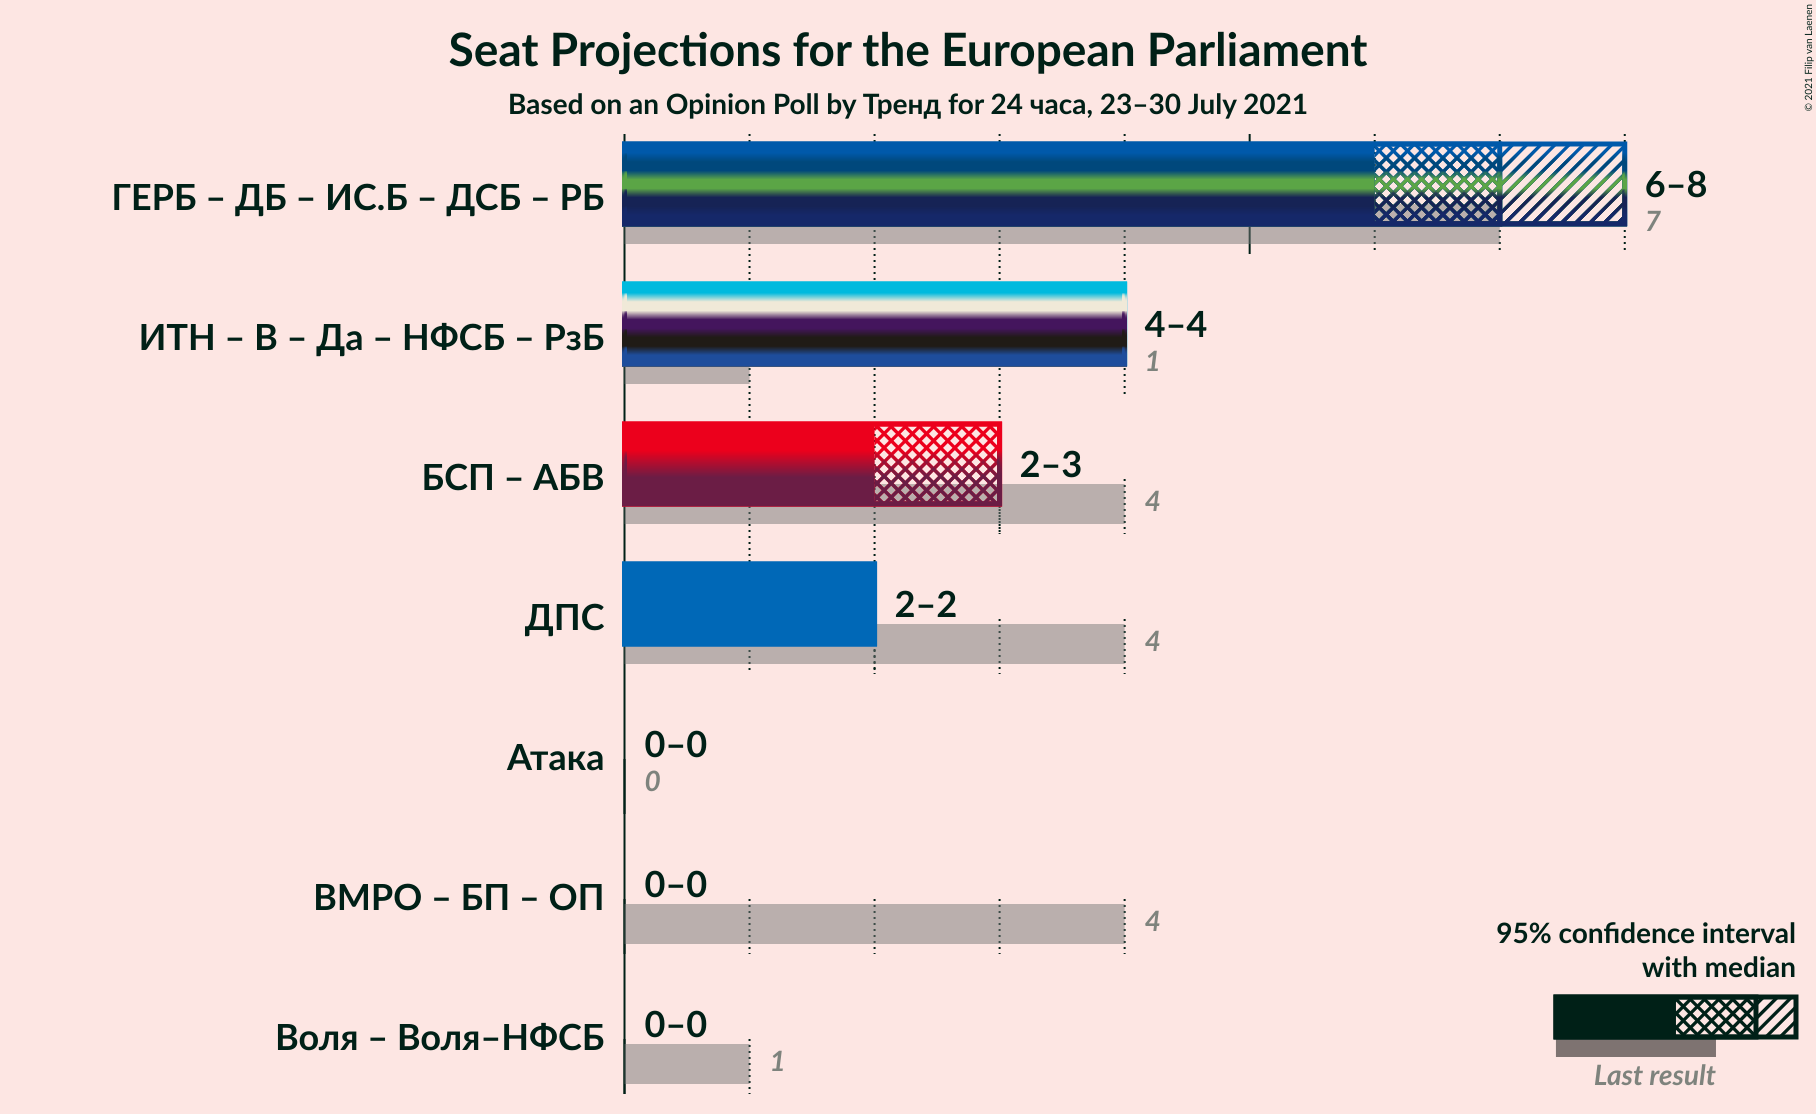 Seat Projections for the European Parliament
Based on an Opinion Poll by Тренд for 24 часа, 23–30 July 2021
© 2021 Filip van Laenen
ГЕРБ – ДБ – ИС.Б – ДСБ – РБ
6–8
7
ИТН – В – Да – НФСБ – РзБ
4–4
1
БСП – АБВ
2–3
4
ДПС
2–2
4
Атака
0–0
0
ВМРО – БП – ОП
0–0
4
Воля – Воля–НФСБ
0–0
1
95% confidence interval
with median
Last result